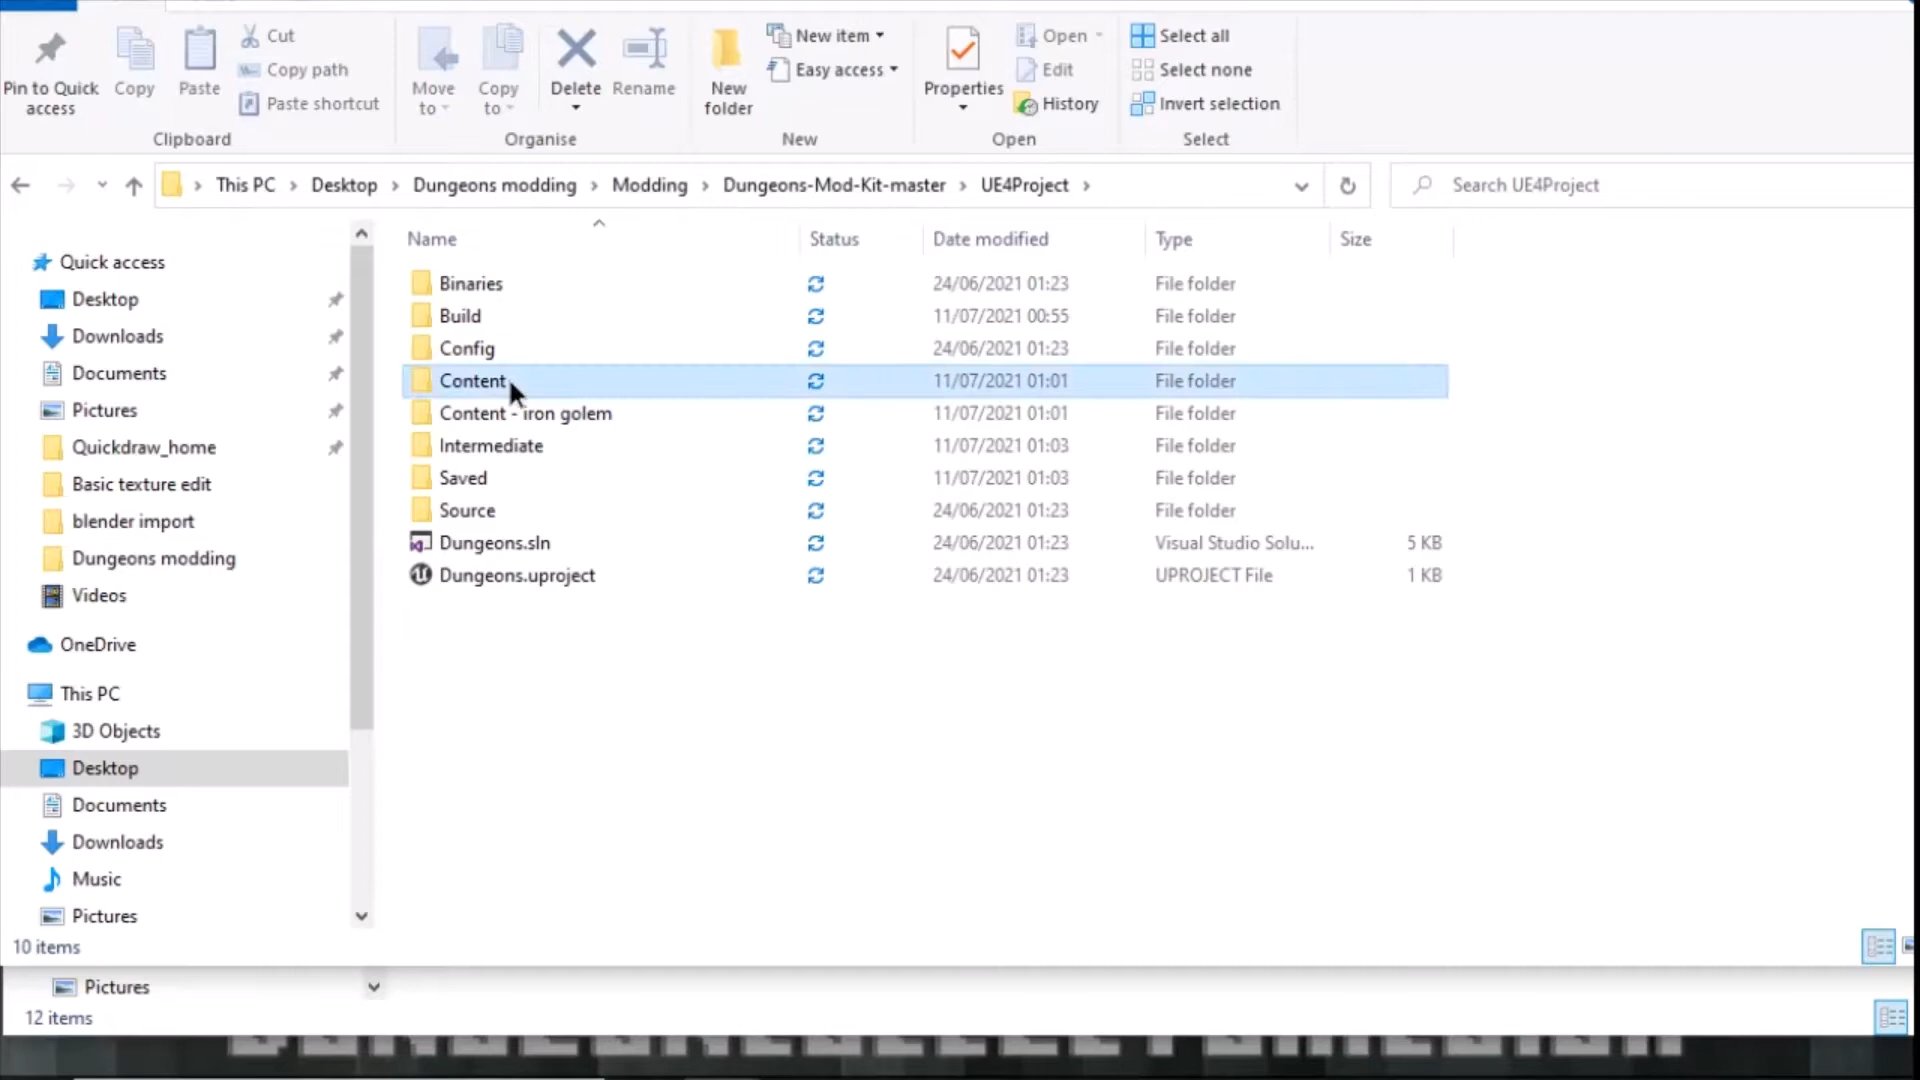 Pin to Quick access
Copy
Paste
Cut
Copy path
Paste shortcut
Clipboard
Move to
Copy to
Delete
Rename
Organise
New folder
New item
Easy access
New
Properties
Open
Edit
History
Open
Select all
Select none
Invert selection
Select
This PC > Desktop > Dungeons modding > Modding > Dungeons-Mod-Kit-master > UE4Project >
Search UE4Project
Quick access
Desktop
Downloads
Documents
Pictures
Quickdraw_home
Basic texture edit
blender import
Dungeons modding
Videos
OneDrive
This PC
3D Objects
Desktop
Documents
Downloads
Music
Pictures
Name Status Date modified Type Size
Binaries 24/06/2021 01:23 File folder
Build 11/07/2021 00:55 File folder
Config 24/06/2021 01:23 File folder
Content 11/07/2021 01:01 File folder
Content - iron golem 11/07/2021 01:01 File folder
Intermediate 11/07/2021 01:03 File folder
Saved 11/07/2021 01:03 File folder
Source 24/06/2021 01:23 File folder
Dungeons.sln 24/06/2021 01:23 Visual Studio Solu... 5 KB
Dungeons.uproject 24/06/2021 01:23 UPROJECT File 1 KB
10 items
Pictures
12 items